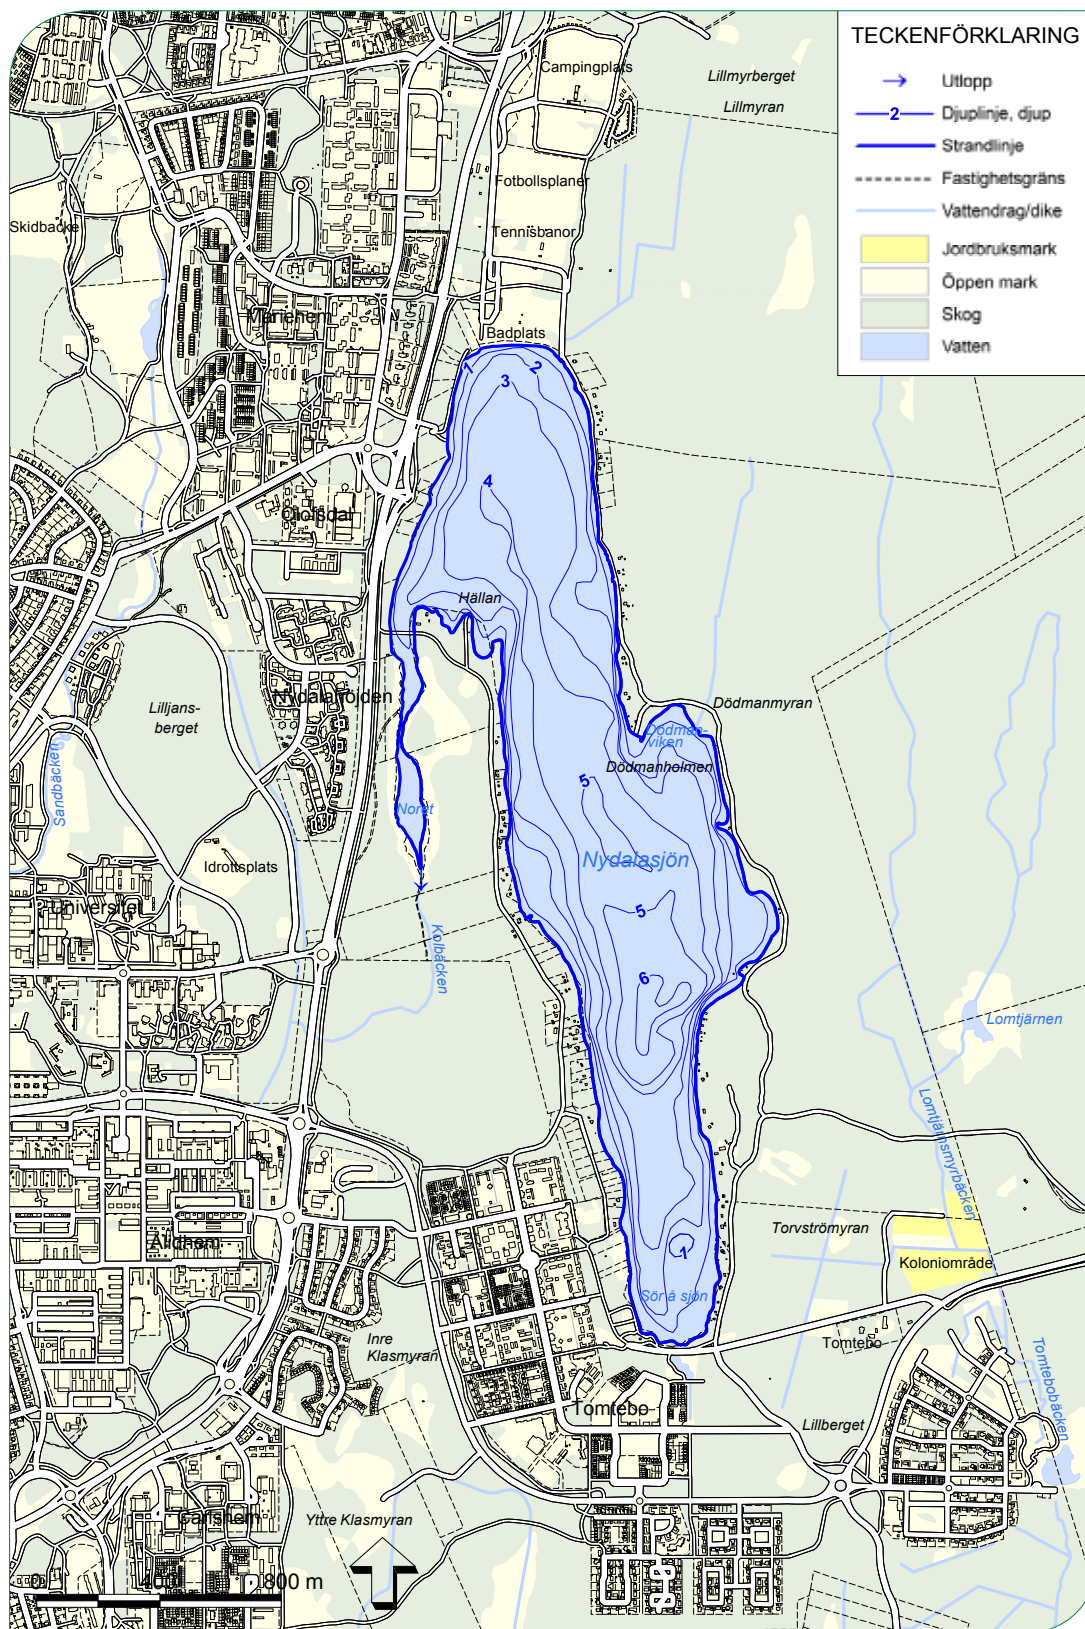 TECKENFÖRKLARING
Utlopp
2
Djuplinje, djup
Strandlinje
Fastighetsgräns
Vattendrag/dike
Jordbruksmark
Öppen mark
Skog
Vatten
Campingplats
Lillmyrberget
Lillmyran
Fotbollsplaner
Skidbacke
Tennisbanor
Mariehem
Badplats
1
2
3
4
Olofsdal
Hällan
Nydalahöjden
Liljans-
berget
Dödmanmyran
Dödman-
viken
Dödmanholmen
Sandbäcken
5
Noret
Nydalasjön
Idrottsplats
Universitet
5
Kolbäcken
6
Lomtjärnen
Lomtjärnsmyrbäcken
Ålidhem
Torvströmyran
1
Koloniområde
Sör å sjön
Inre
Klasmyran
Tomtebo
Tomtebobäcken
Tomtebo
Lillberget
Carlshem
Yttre Klasmyran
0 400 800 m